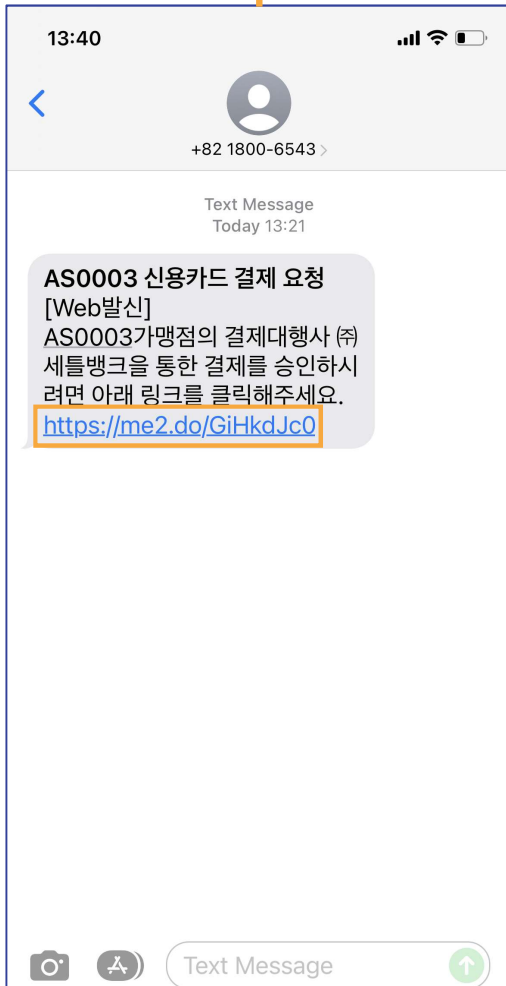 13:40
+82 1800-6543
Text Message
Today 13:21
AS0003 신용카드 결제 요청
[Web발신]
AS0003가맹점의 결제대행사 ㈜
세틀뱅크을 통한 결제를 승인하시
려면 아래 링크를 클릭해주세요.
https://me2.do/GiHkdJc0
Text Message